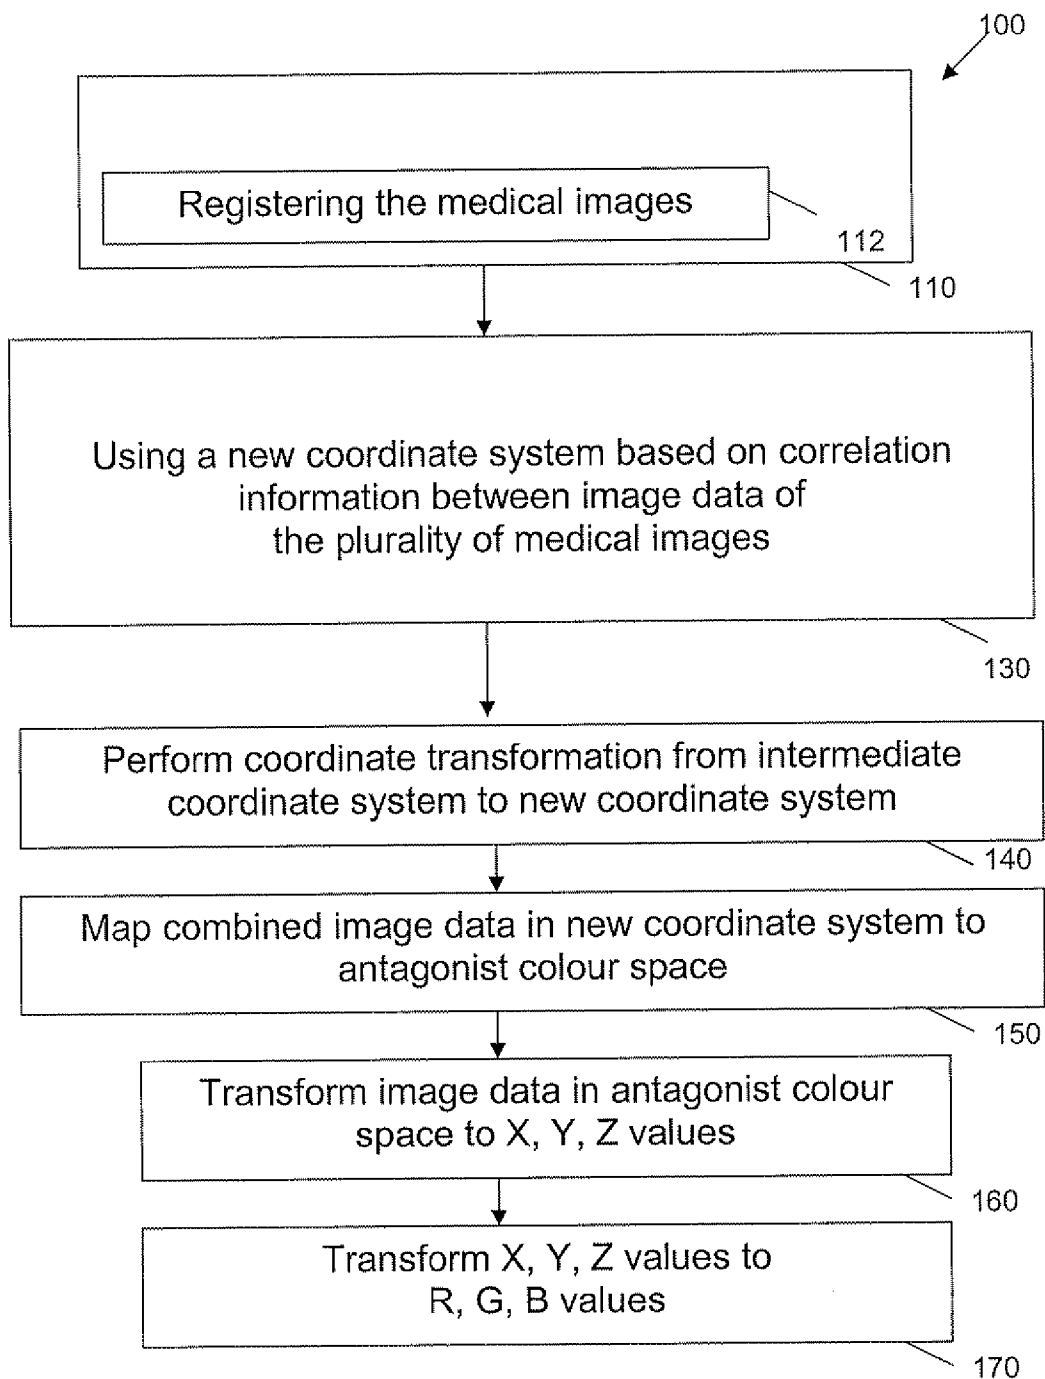 100
Registering the medical images
112
110
Using a new coordinate system based on correlation
information between image data of
the plurality of medical images
130
Perform coordinate transformation from intermediate
coordinate system to new coordinate system
140
Map combined image data in new coordinate system to
antagonist colour space
150
Transform image data in antagonist colour
space to X, Y, Z values
160
Transform X, Y, Z values to
R, G, B values
170